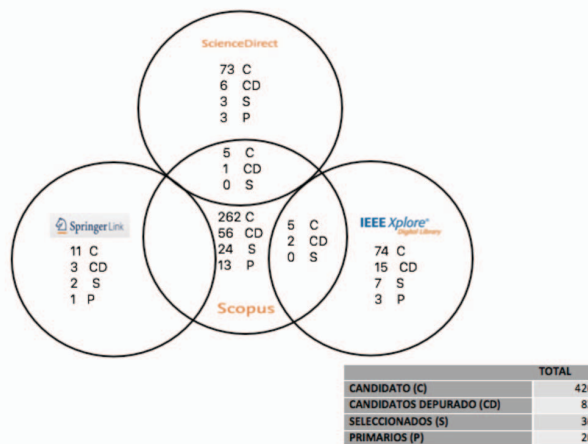 ScienceDirect
73 C
6 CD
3 S
3 P
5 C
1 CD
0 S
Springer Link
11 C
3 CD
2 S
1 P
262 C
56 CD
24 S
13 P
Scopus
5 C
2 CD
0 S
IEEE Xplore®
Digital Library
74 C
15 CD
7 S
3 P
TOTAL
CANDIDATO (C)
CANDIDATOS DEPURADO (CD)
SELECCIONADOS (S)
PRIMARIOS (P)